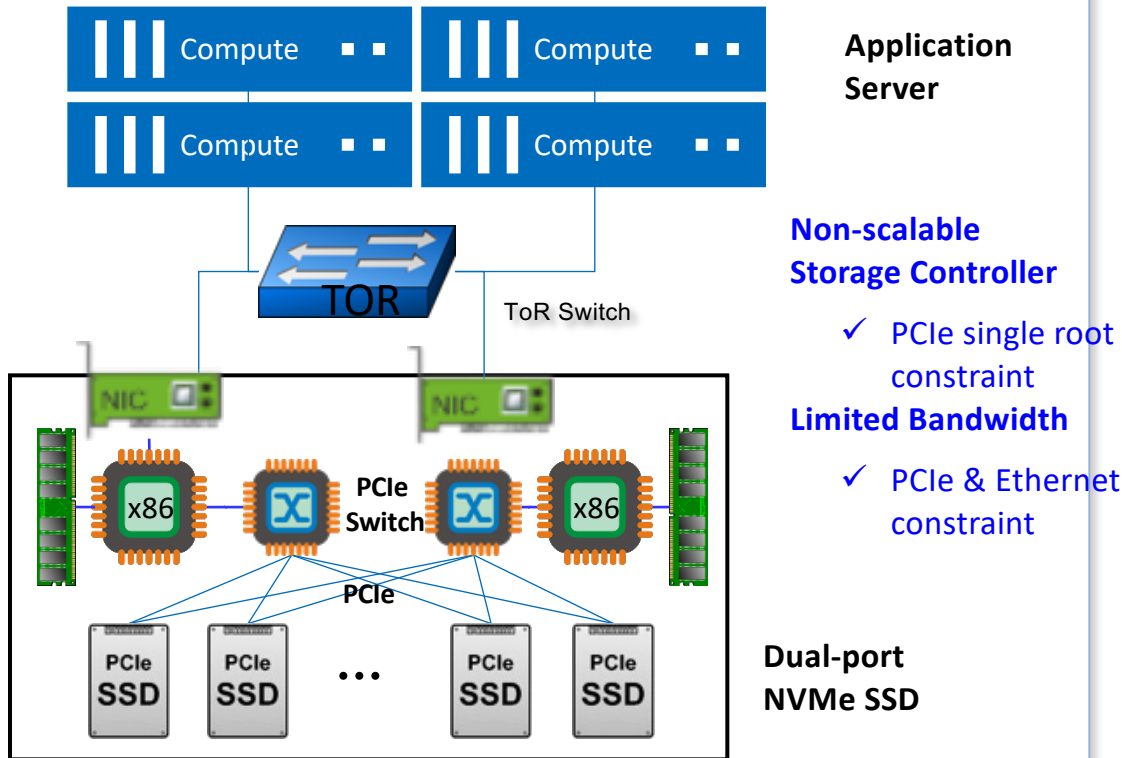 Compute
Compute
Application
Server
Compute
Compute
Non-scalable
Storage Controller
TOR
ToR Switch
✓ PCIe single root
constraint
NIC
NIC
Limited Bandwidth
✓ PCIe & Ethernet
constraint
x86
PCIe
Switch
x86
PCIe
PCIe
SSD
PCIe
SSD
...
PCIe
SSD
PCIe
SSD
Dual-port
NVMe SSD